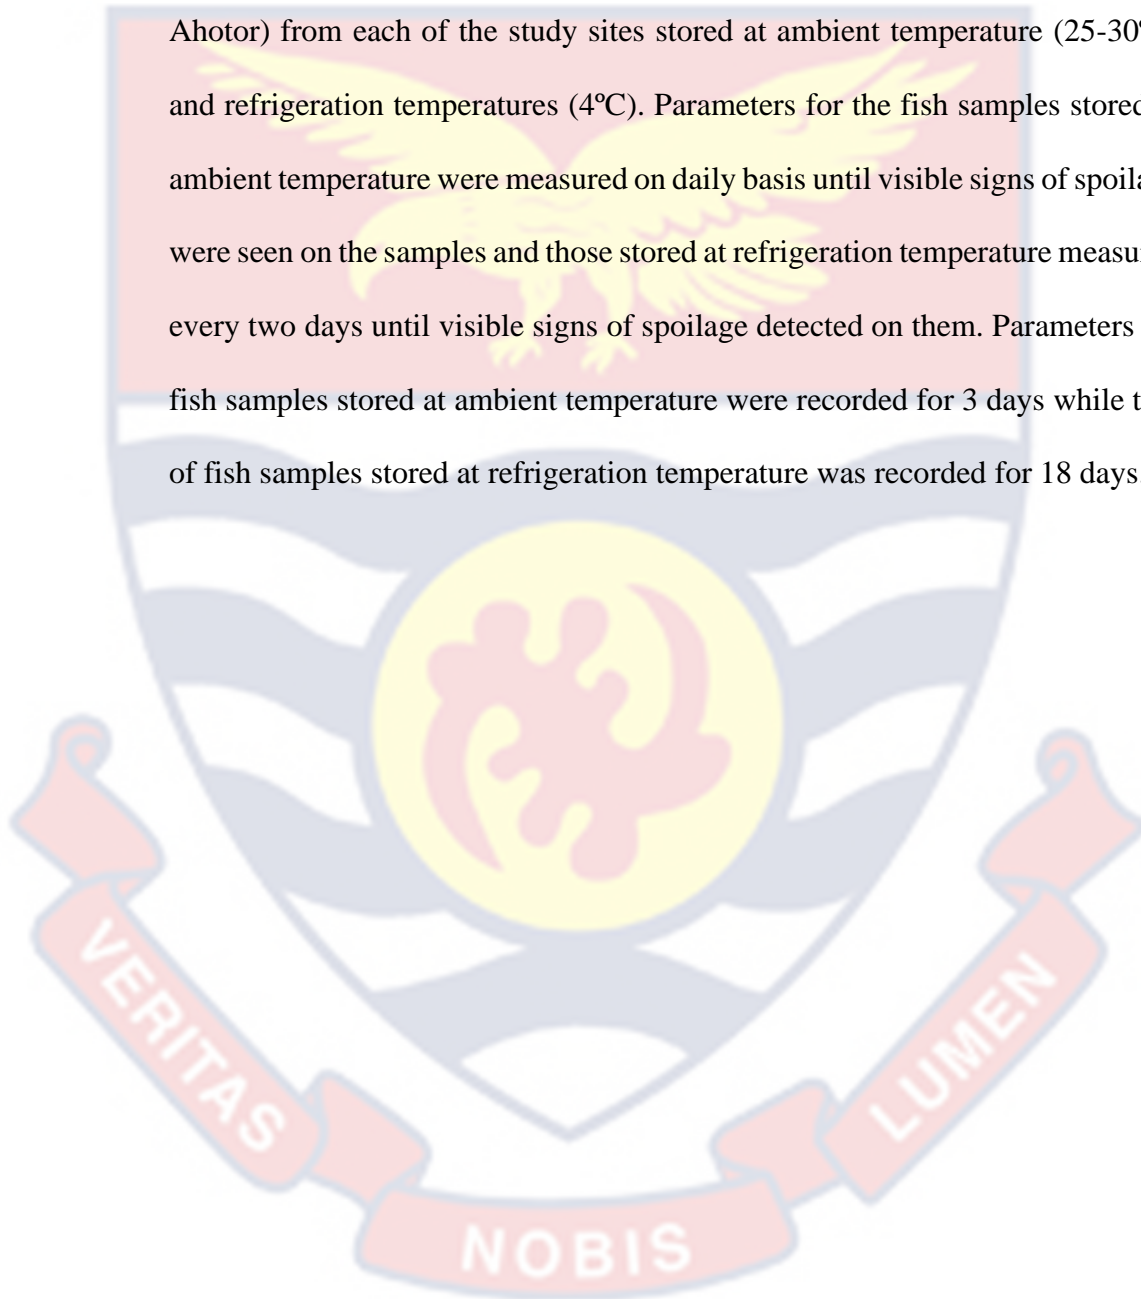 Ahotor) from each of the study sites stored at ambient temperature (25-30º
and refrigeration temperatures (4ºC). Parameters for the fish samples stored
ambient temperature were measured on daily basis until visible signs of
were seen on the samples and those stored at refrigeration temperature
every two days until visible signs of spoilage detected on them. Parameters
fish samples stored at ambient temperature were recorded for 3 days while
of fish samples stored at refrigeration temperature was recorded for 18 days.
VERITAS
NOBIS
LUMEN